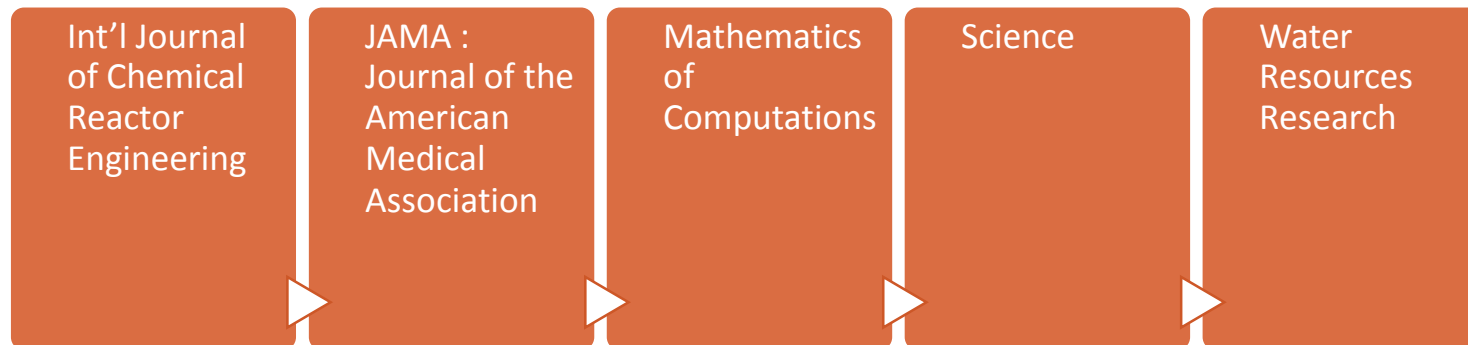 Int’l Journal
of Chemical
Reactor
Engineering
JAMA :
Journal of the
American
Medical
Association
Mathematics
of
Computations
Science
Water
Resources
Research